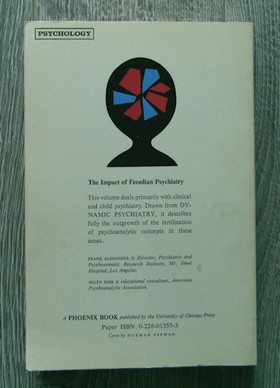 PSYCHOLOGY
The Impact of Freudian Psychiatry
This volume deals primarily with clinical
and child psychiatry. Drawn from DY-
NAMIC PSYCHIATRY, it describes
fully the outgrowth of the fertilization
of psychoanalytic concepts in these
areas.
FRANZ ALEXANDER is Director, Psychiatric and
Psychosomatic Research Institute, Mt. Sinai
Hospital, Los Angeles.
HELEN ROSS is educational consultant, American
Psychoanalytic Association.
A PHOENIX BOOK published by the University of Chicago Press
Paper ISBN: 0-226-01355-3
Cover by NORMAN PERMAN